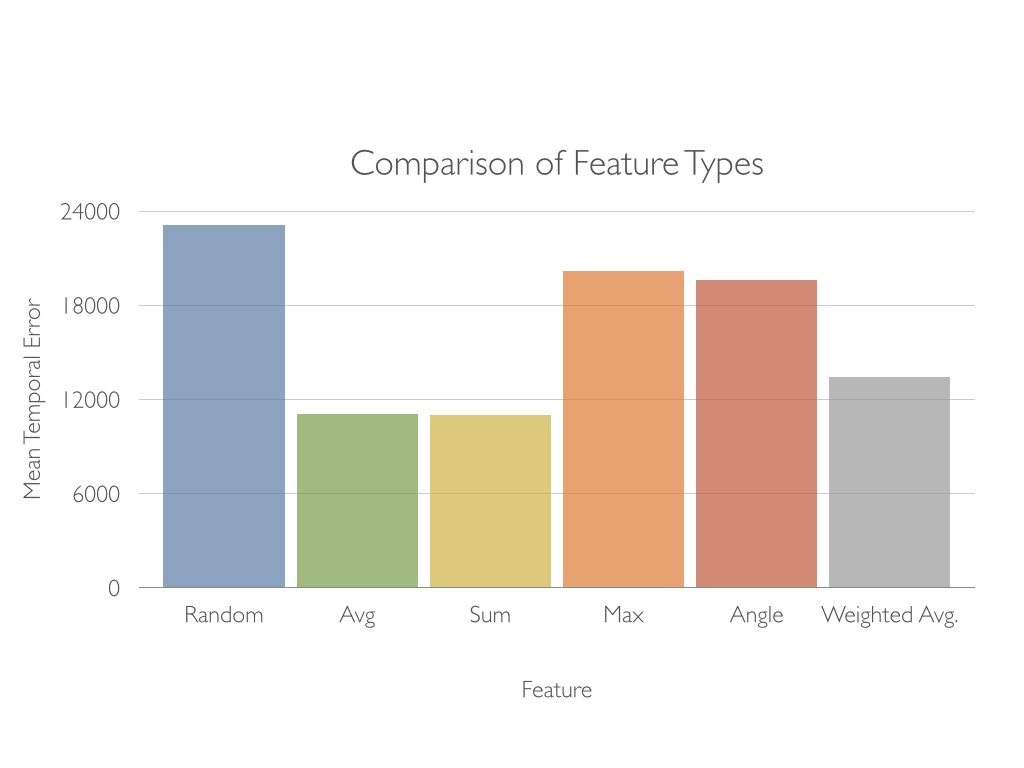 Comparison of Feature Types
24000
18000
12000
6000
0
Mean Temporal Error
Random
Avg
Sum
Max
Angle
Weighted Avg.
Feature